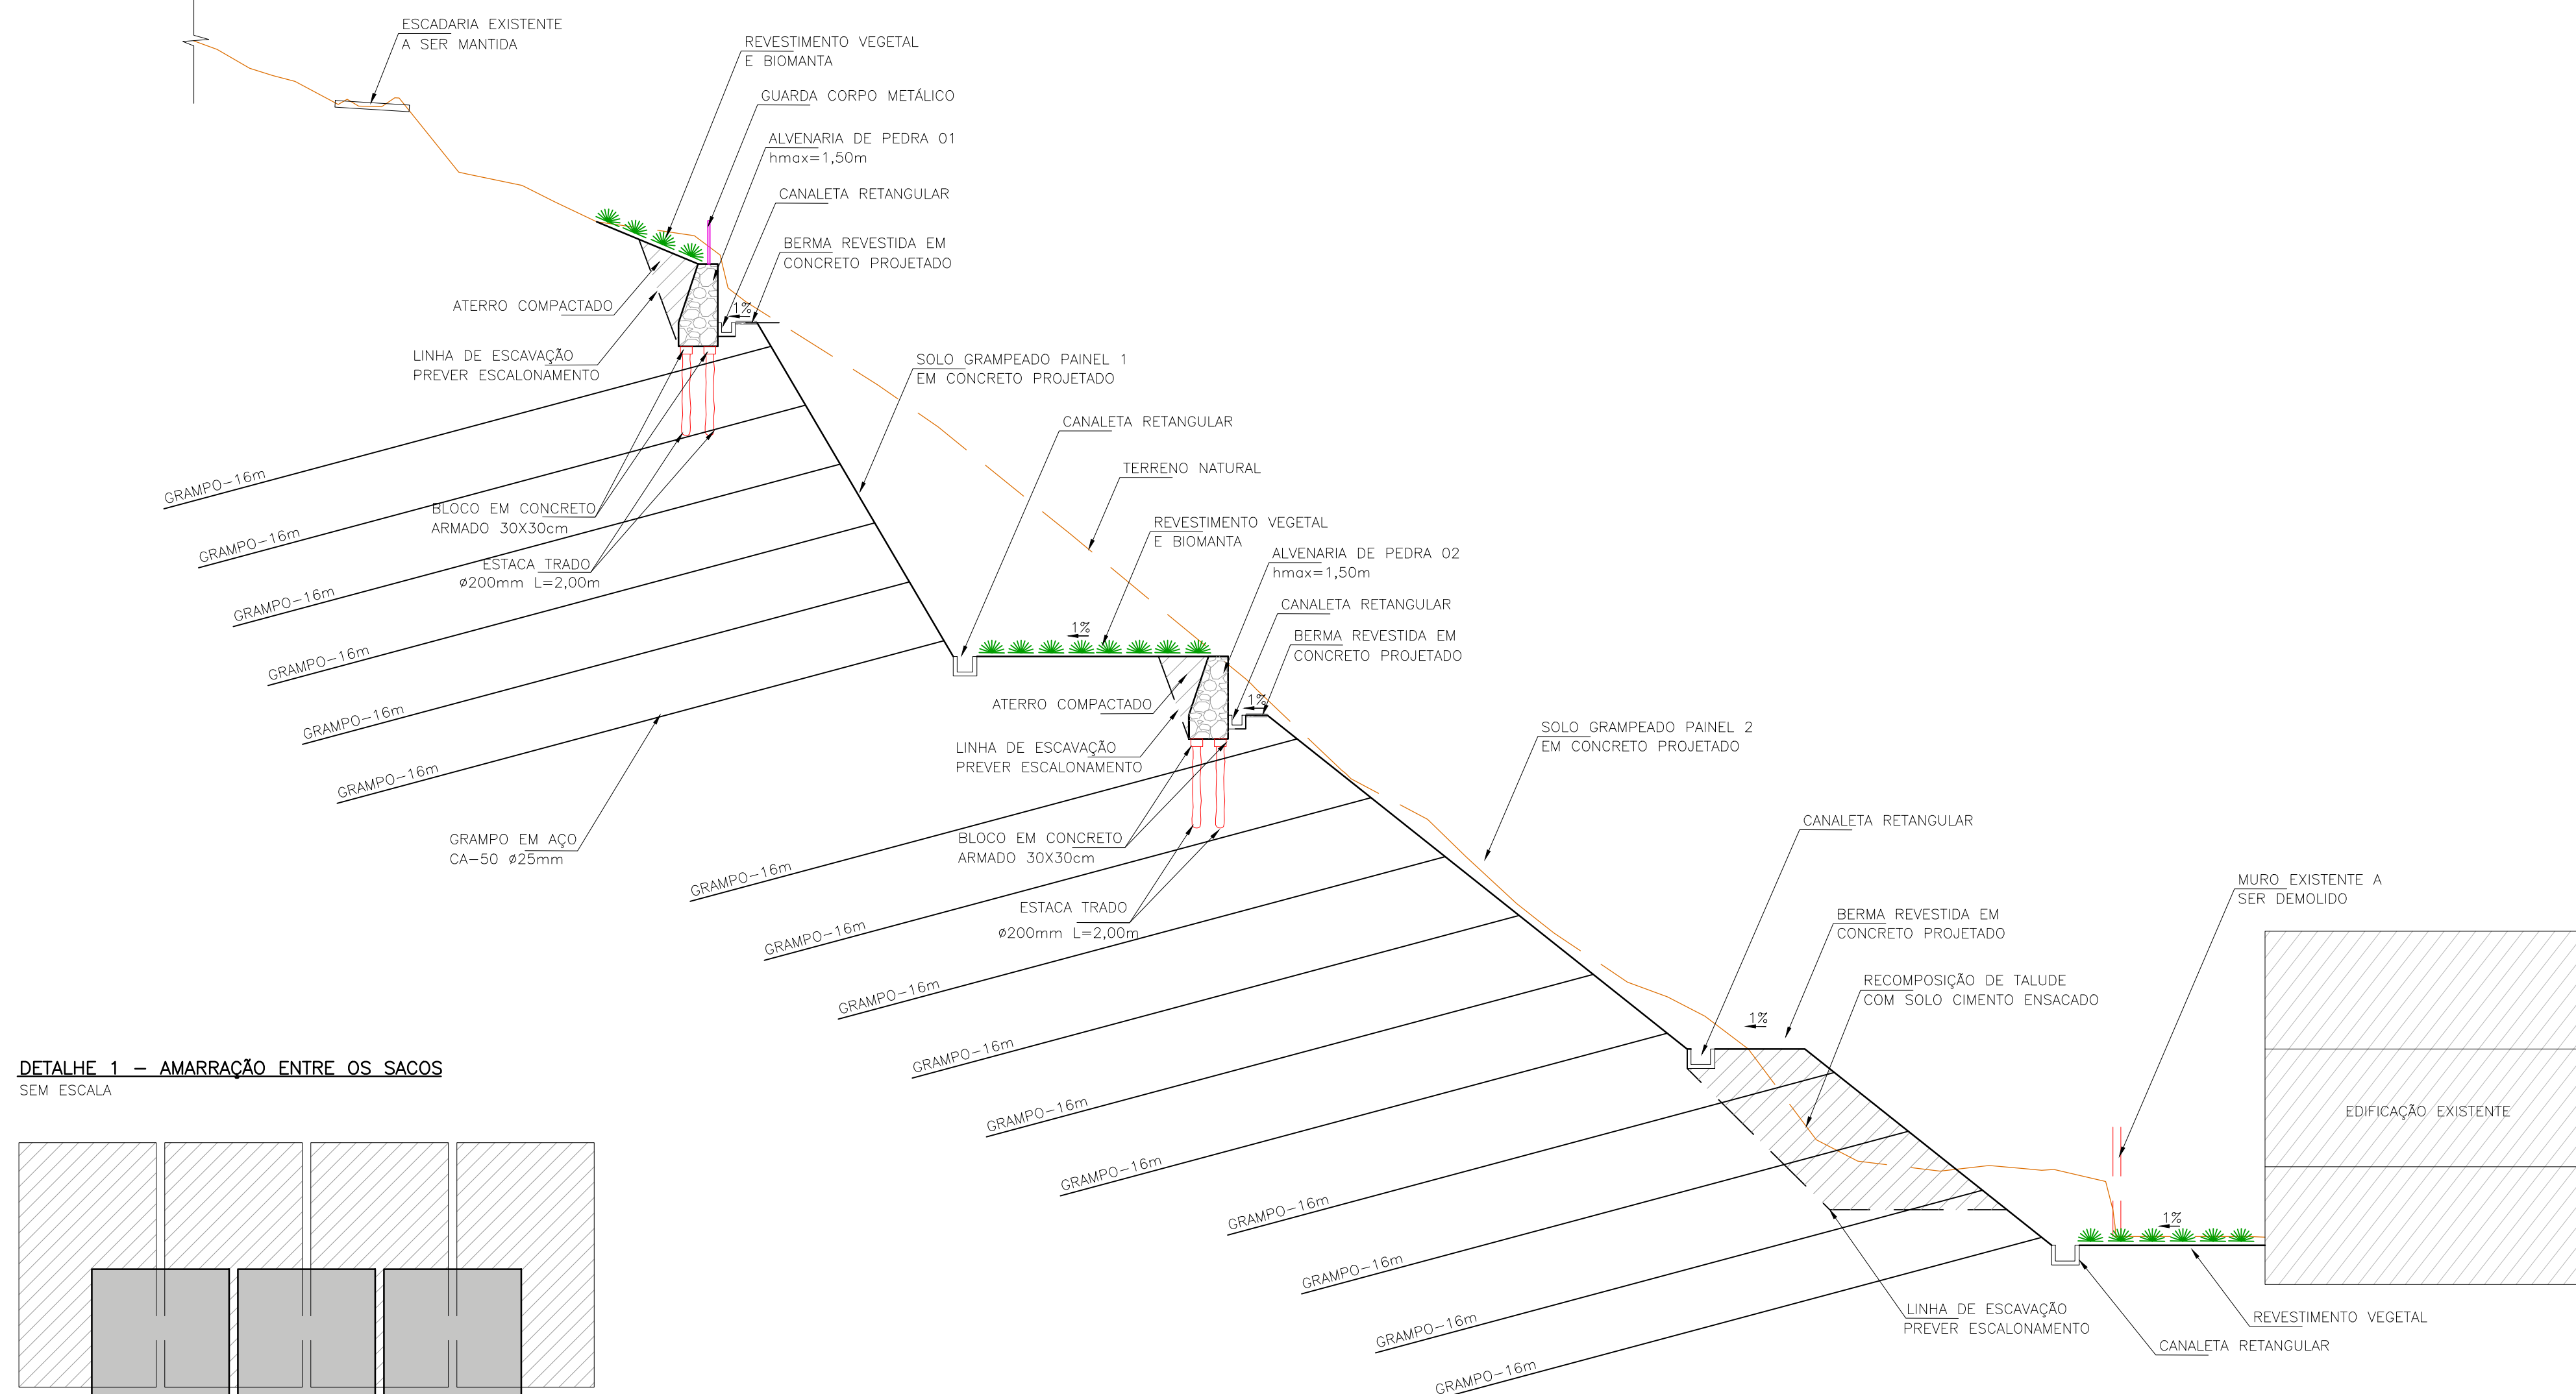 ESCADARIA EXISTENTE
A SER MANTIDA
REVESTIMENTO VEGETAL
E BIOMANTA
GUARDA CORPO METÁLICO
ALVENARIA DE PEDRA 01
hmax=1,50m
CANALETA RETANGULAR
BERMA REVESTIDA EM
CONCRETO PROJETADO
1%
ATERRO COMPACTADO
LINHA DE ESCAVAÇÃO
PREVER ESCALONAMENTO
SOLO GRAMPEADO PAINEL 1
EM CONCRETO PROJETADO
CANALETA RETANGULAR
TERRENO NATURAL
GRAMPO-16m
GRAMPO-16m
GRAMPO-16m
GRAMPO-16m
GRAMPO-16m
GRAMPO-16m
BLOCO EM CONCRETO
ARMADO 30X30cm
ESTACA TRADO
ø200mm L=2,00m
REVESTIMENTO VEGETAL
E BIOMANTA
ALVENARIA DE PEDRA 02
hmax=1,50m
CANALETA RETANGULAR
BERMA REVESTIDA EM
CONCRETO PROJETADO
1%
1%
ATERRO COMPACTADO
LINHA DE ESCAVAÇÃO
PREVER ESCALONAMENTO
SOLO GRAMPEADO PAINEL 2
EM CONCRETO PROJETADO
GRAMPO EM AÇO
CA-50 ø25mm
BLOCO EM CONCRETO
ARMADO 30X30cm
ESTACA TRADO
ø200mm L=2,00m
GRAMPO-16m
GRAMPO-16m
GRAMPO-16m
GRAMPO-16m
GRAMPO-16m
GRAMPO-16m
GRAMPO-16m
GRAMPO-16m
GRAMPO-16m
GRAMPO-16m
CANALETA RETANGULAR
MURO EXISTENTE A
SER DEMOLIDO
BERMA REVESTIDA EM
CONCRETO PROJETADO
RECOMPOSIÇÃO DE TALUDE
COM SOLO CIMENTO ENSACADO
1%
EDIFICAÇÃO EXISTENTE
1%
LINHA DE ESCAVAÇÃO
PREVER ESCALONAMENTO
REVESTIMENTO VEGETAL
CANALETA RETANGULAR
DETALHE 1 - AMARRAÇÃO ENTRE OS SACOS
SEM ESCALA